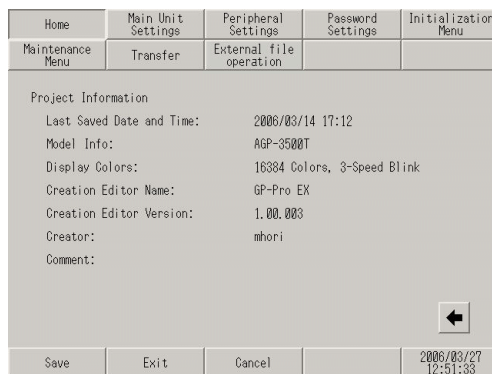 Home
Main Unit Settings
Peripheral Settings
Password Settings
Initialization Menu
Maintenance Menu
Transfer
External file operation
Project Information
Last Saved Date and Time: 2006/03/14 17:12
Model Info: AGP-3500T
Display Colors: 16384 Colors, 3-Speed Blink
Creation Editor Name: GP-Pro EX
Creation Editor Version: 1.00.003
Creator: mhori
Comment:
Save
Exit
Cancel
2006/03/27
12:51:33